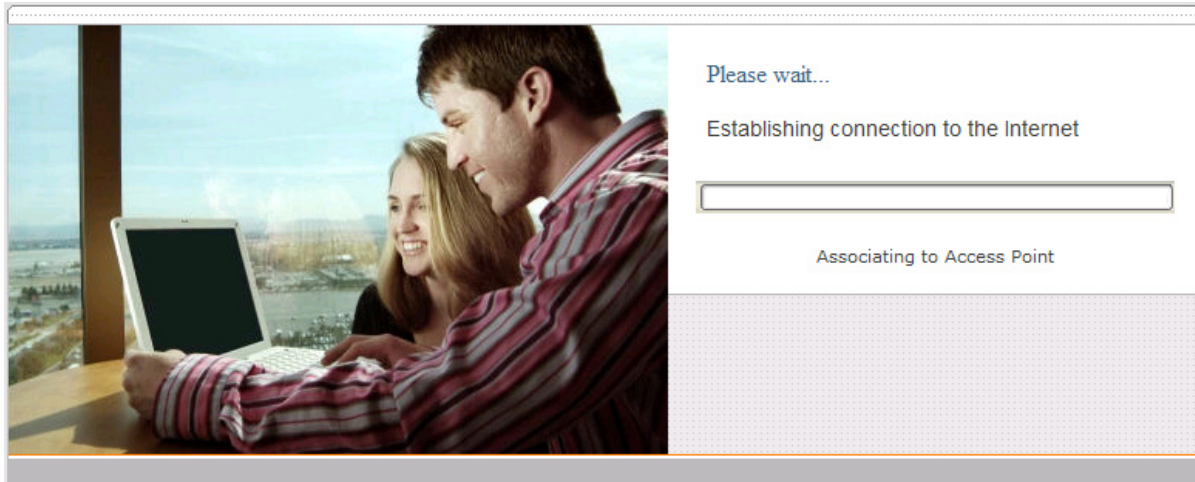 Please wait...
Establishing connection to the Internet
Associating to Access Point